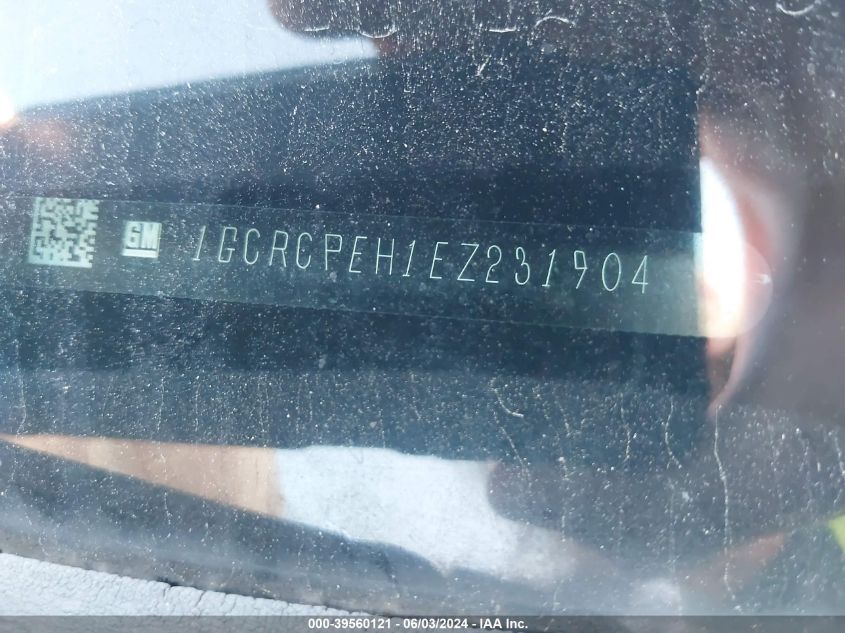 GM 1GCRCPEH1EZ231904
000-39560121 - 06/03/2024 - IAA Inc.